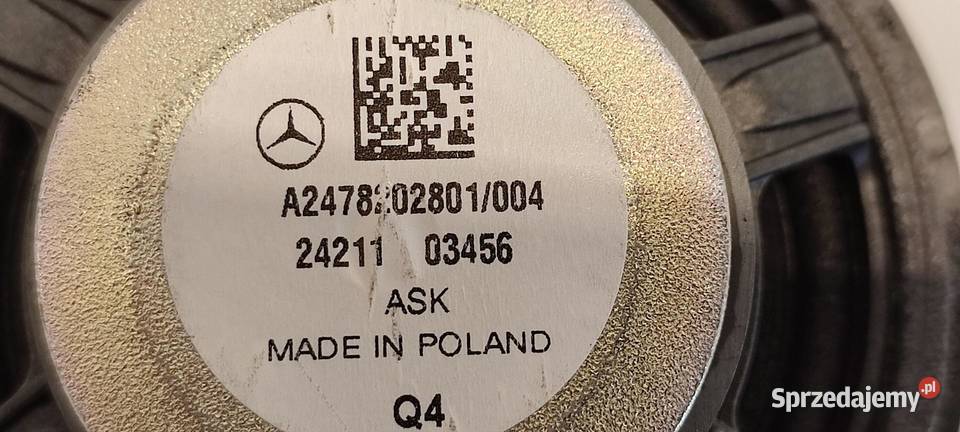 A2478202801/004
24211 03456
ASK
MADE IN POLAND
Q4
Sprzedajemy.pl